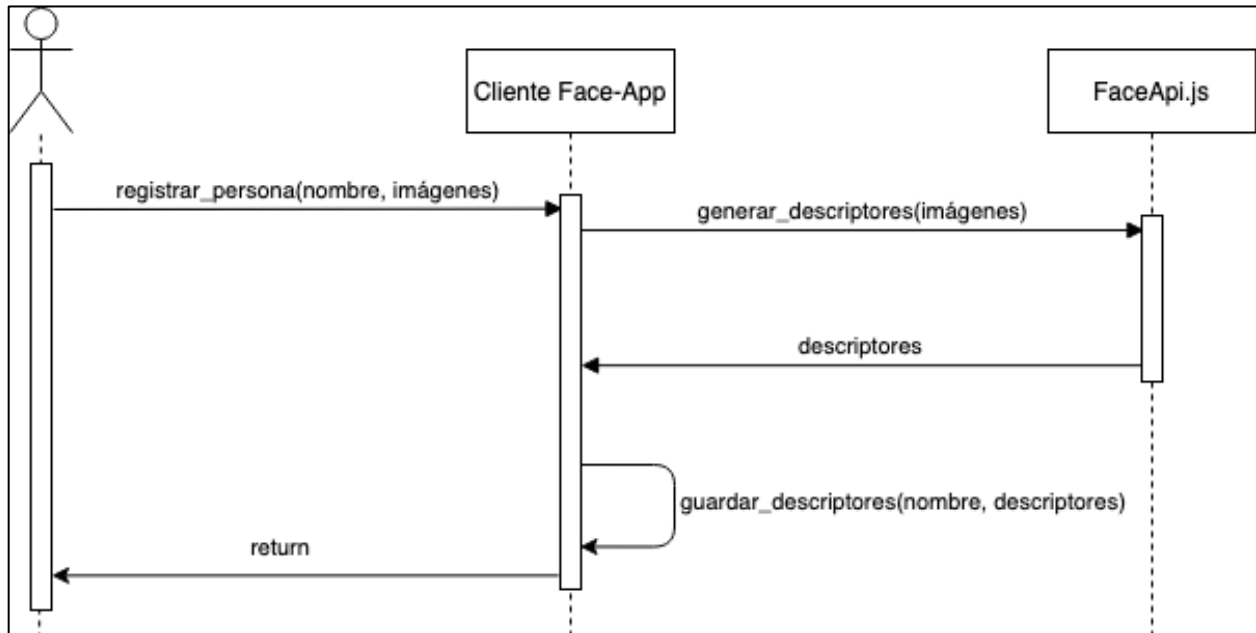 Cliente Face-App
FaceApi.js
registrar_persona(nombre, imágenes)
generar_descriptores(imágenes)
descriptores
guardar_descriptores(nombre, descriptores)
return